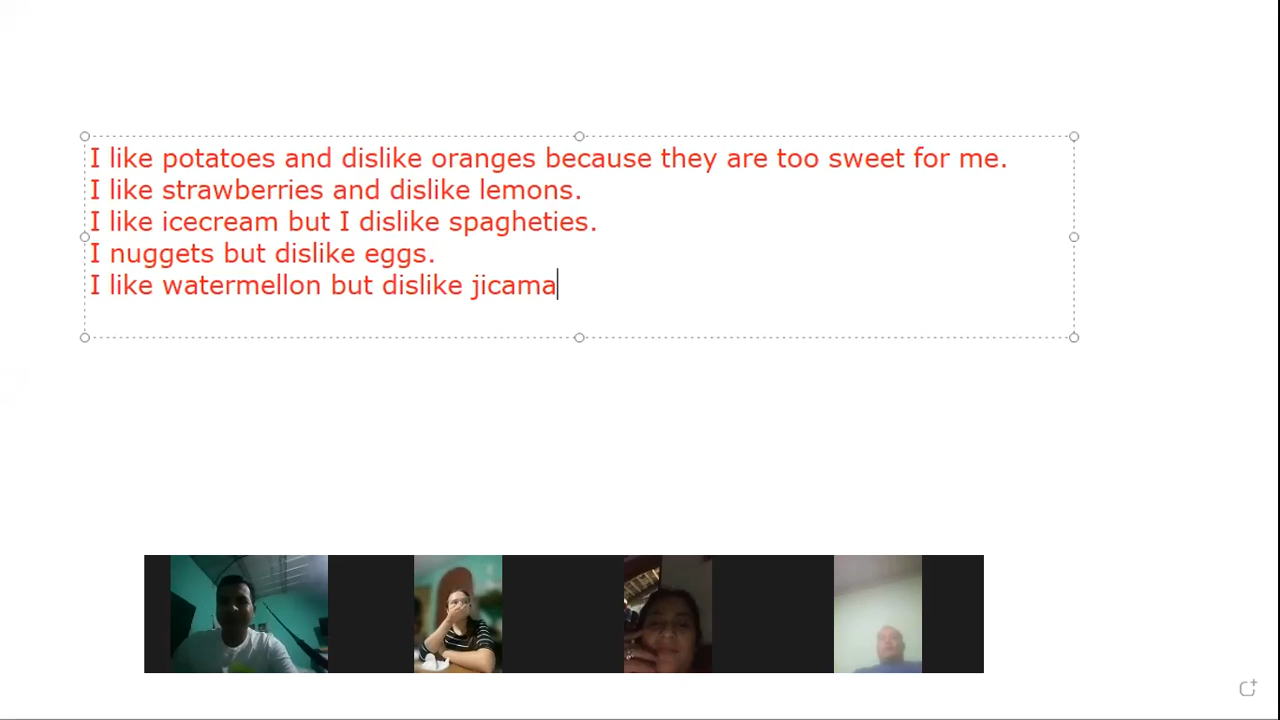 I like potatoes and dislike oranges because they are too sweet for me.
I like strawberries and dislike lemons.
I like icecream but I dislike spagheties.
I nuggets but dislike eggs.
I like watermellon but dislike jicama